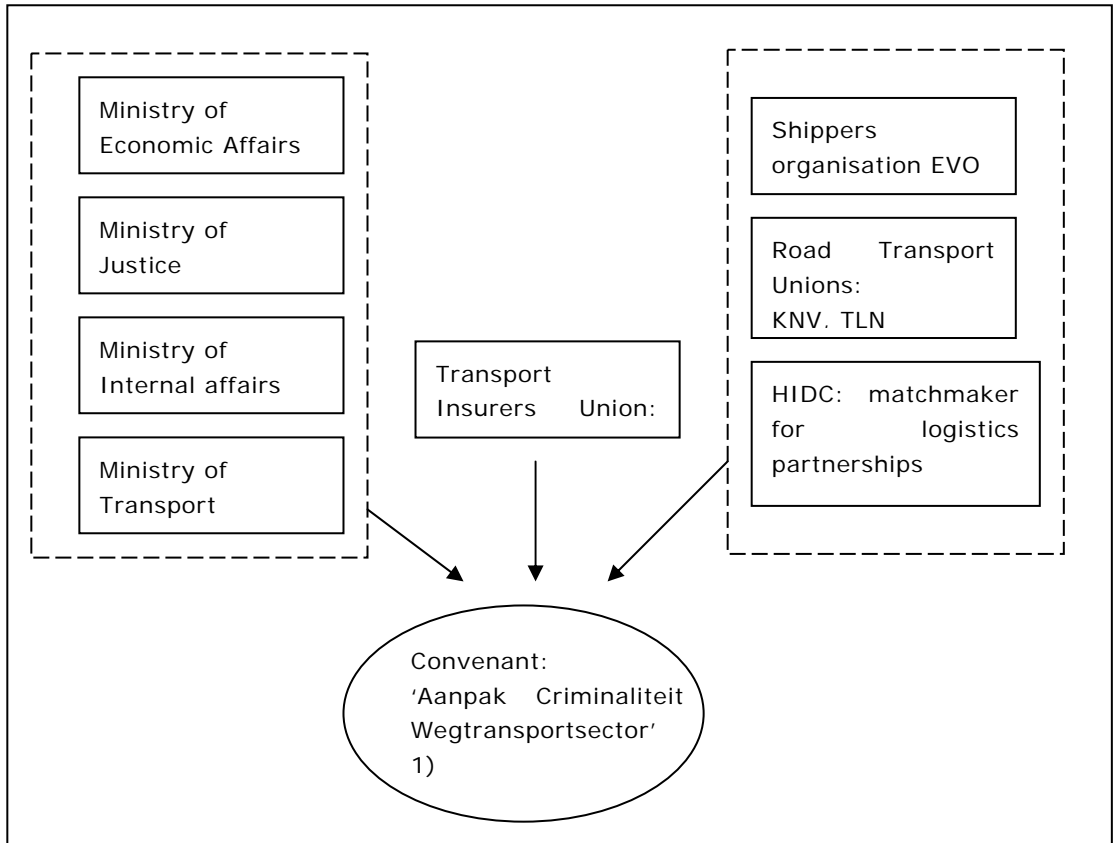 Ministry of
Economic Affairs
Ministry of
Justice
Ministry of
Internal affairs
Ministry of
Transport
Transport
Insurers Union:
Shippers
organisation EVO
Road Transport
Unions:
KNV, TLN
HIDC: matchmaker
for logistics
partnerships
Convenant:
‘Aanpak Criminaliteit
Wegtransportsector’
1)